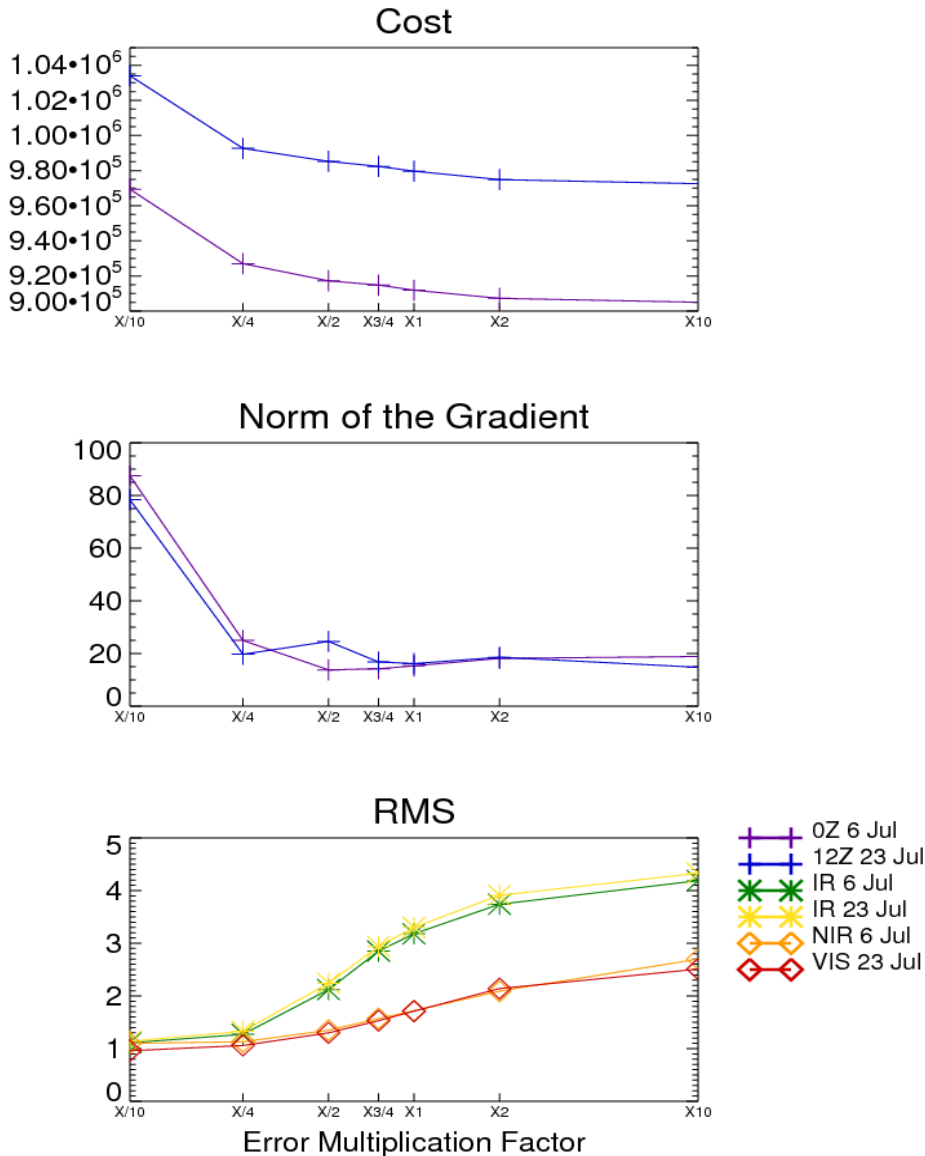 Cost
1.04•10⁶
1.02•10⁶
1.00•10⁶
9.80•10⁵
9.60•10⁵
9.40•10⁵
9.20•10⁵
9.00•10⁵
X/10 X/4 X/2 X3/4 X1 X2 X10
Norm of the Gradient
100
80
60
40
20
0
X/10 X/4 X/2 X3/4 X1 X2 X10
RMS
5
4
3
2
1
0
X/10 X/4 X/2 X3/4 X1 X2 X10
Error Multiplication Factor
0Z 6 Jul
12Z 23 Jul
IR 6 Jul
IR 23 Jul
NIR 6 Jul
VIS 23 Jul